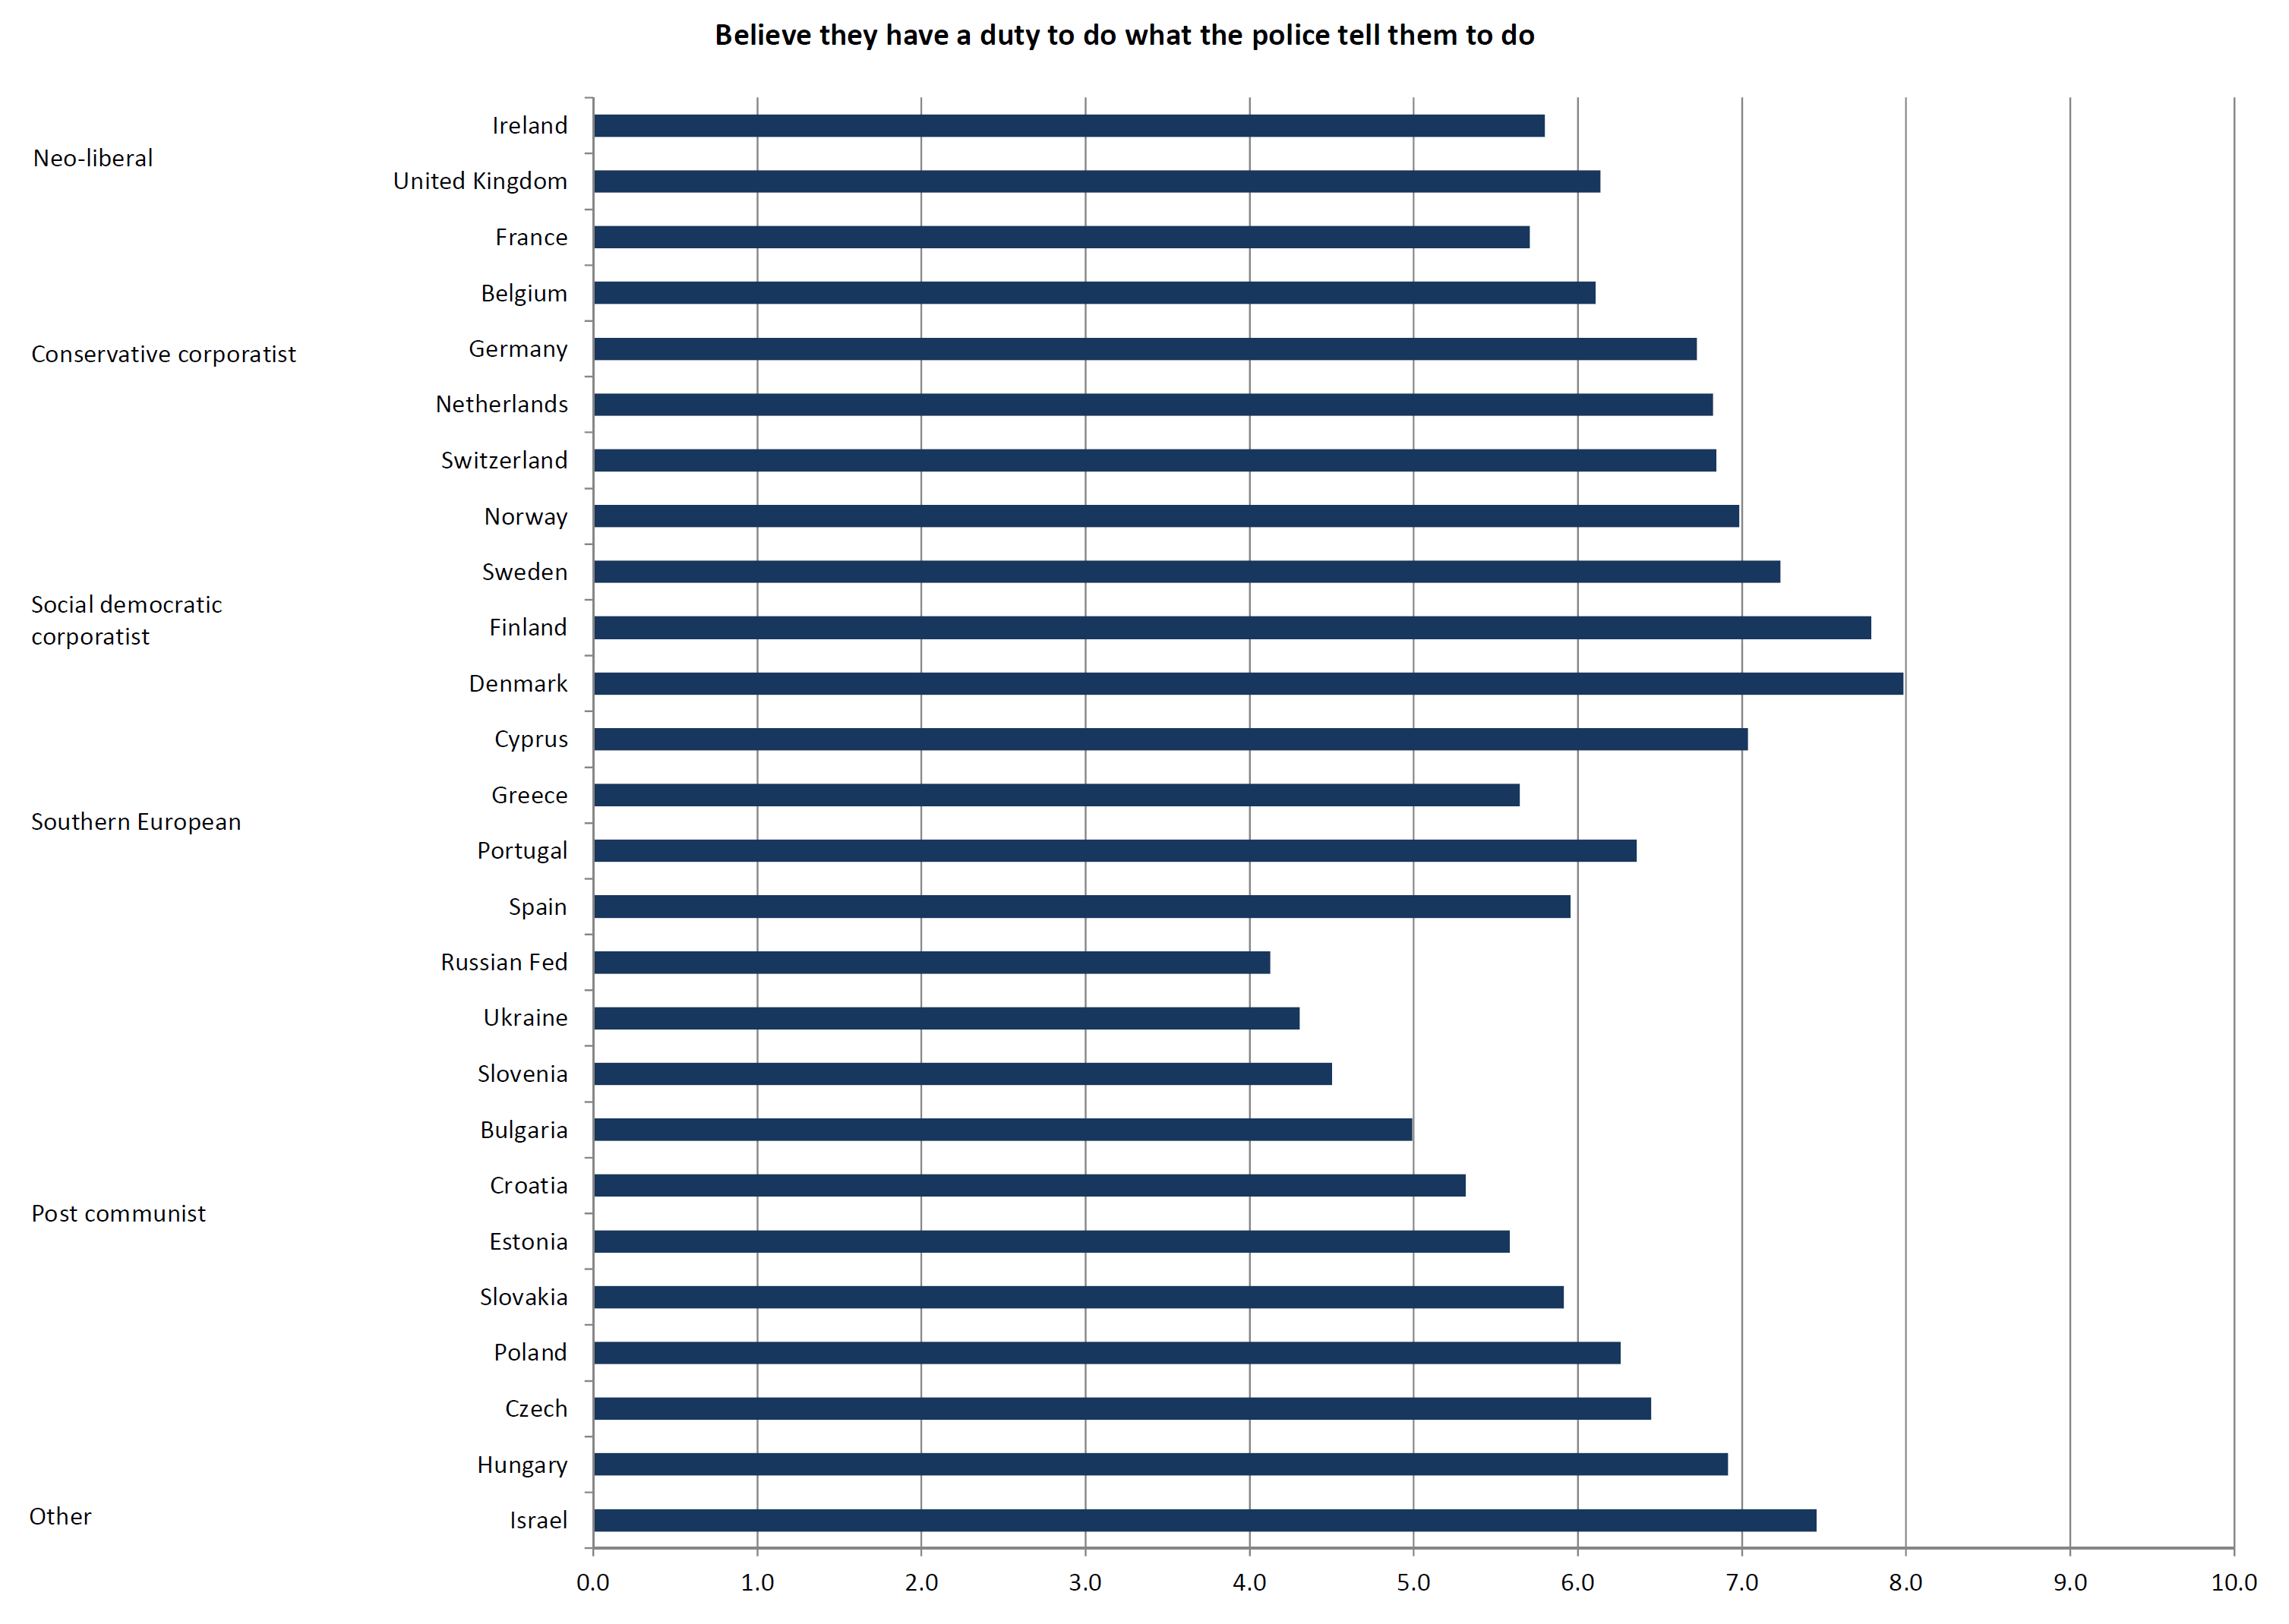 Believe they have a duty to do what the police tell them to do
Neo-liberal
Ireland
United Kingdom
Conservative corporatist
France
Belgium
Germany
Netherlands
Switzerland
Social democratic
corporatist
Norway
Sweden
Finland
Denmark
Southern European
Cyprus
Greece
Portugal
Spain
Post communist
Russian Fed
Ukraine
Slovenia
Bulgaria
Croatia
Estonia
Slovakia
Poland
Czech
Hungary
Other
Israel
0.0 1.0 2.0 3.0 4.0 5.0 6.0 7.0 8.0 9.0 10.0